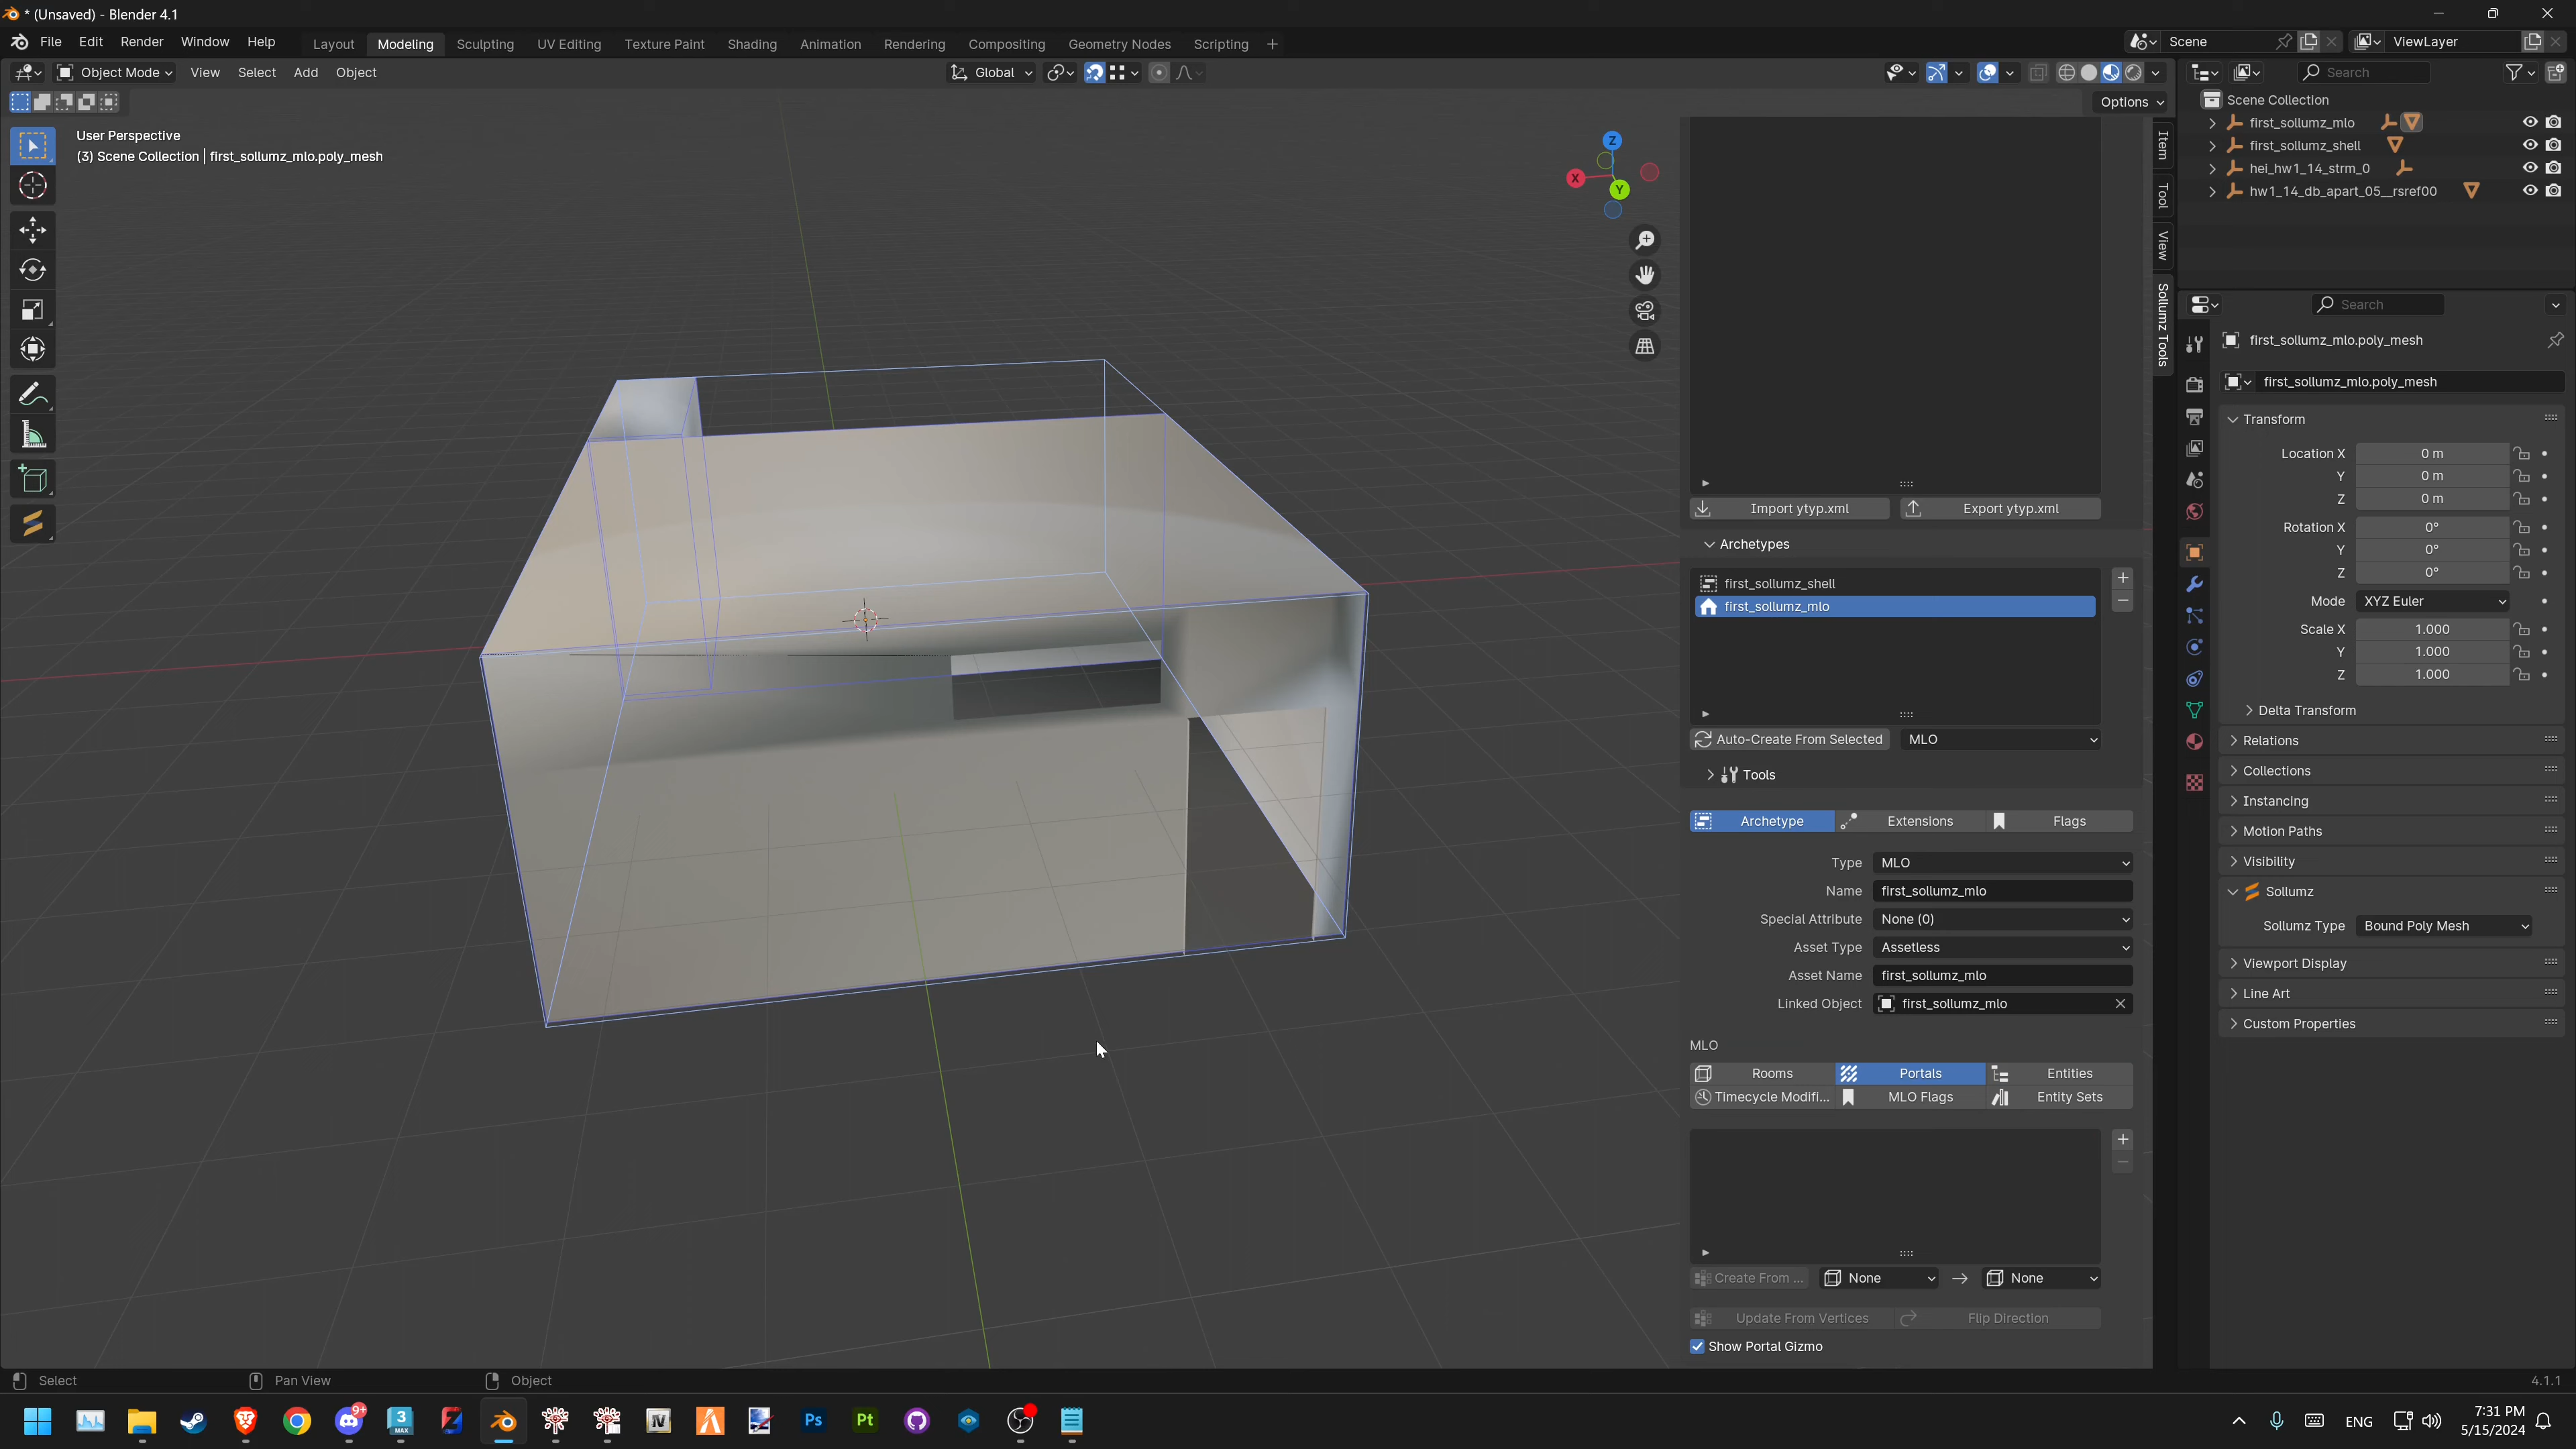 * (Unsaved) - Blender 4.1
File Edit Render Window Help
Layout Modeling Sculpting UV Editing Texture Paint Shading Animation Rendering Compositing Geometry Nodes Scripting +
Scene
ViewLayer
Object Mode View Select Add Object
Global
Search
Options
User Perspective
(3) Scene Collection | first_sollumz_mlo.poly_mesh
Z
X
Y
Item
Tool
View
Sollumz Tools
Import ytyp.xml
Export ytyp.xml
Archetypes
first_sollumz_shell
first_sollumz_mlo
Auto-Create From Selected
MLO
Tools
Archetype
Extensions
Flags
Type MLO
Name first_sollumz_mlo
Special Attribute None (0)
Asset Type Assetless
Asset Name first_sollumz_mlo
Linked Object first_sollumz_mlo
MLO
Rooms Portals Entities
Timecycle Modifi... MLO Flags Entity Sets
Create From ... None None
Update From Vertices Flip Direction
Show Portal Gizmo
Scene Collection
first_sollumz_mlo
first_sollumz_shell
hei_hw1_14_strm_0
hw1_14_db_apart_05__rsref00
Search
first_sollumz_mlo.poly_mesh
first_sollumz_mlo.poly_mesh
Transform
Location X 0 m
Y 0 m
Z 0 m
Rotation X 0°
Y 0°
Z 0°
Mode XYZ Euler
Scale X 1.000
Y 1.000
Z 1.000
Delta Transform
Relations
Collections
Instancing
Motion Paths
Visibility
Sollumz
Sollumz Type Bound Poly Mesh
Viewport Display
Line Art
Custom Properties
Select
Pan View
Object
4.1.1
9+
3
MAX
IV
Ps
Pt
ENG
7:31 PM
5/15/2024